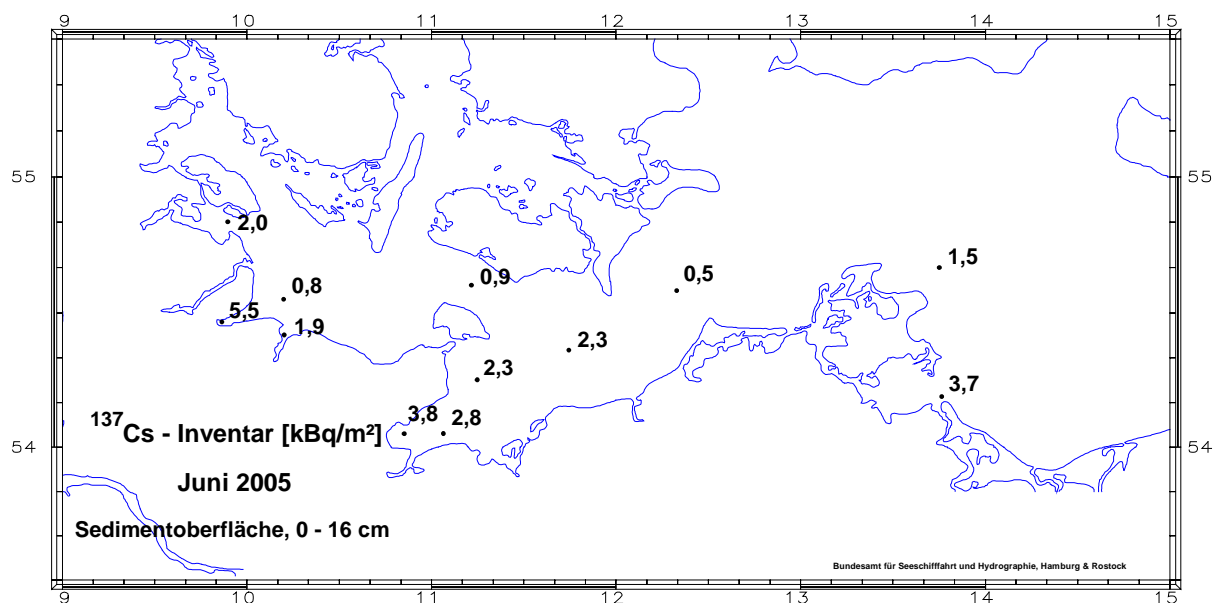 9 10 11 12 13 14 15
55 55
2,0
1,5
0,9
0,5
0,8
5,5
1,9
2,3
2,3
3,7
3,8 2,8
137Cs - Inventar [kBq/m²]
54 54
Juni 2005
Sedimentoberfläche, 0 - 16 cm
Bundesamt für Seeschifffahrt und Hydrographie, Hamburg & Rostock
9 10 11 12 13 14 15